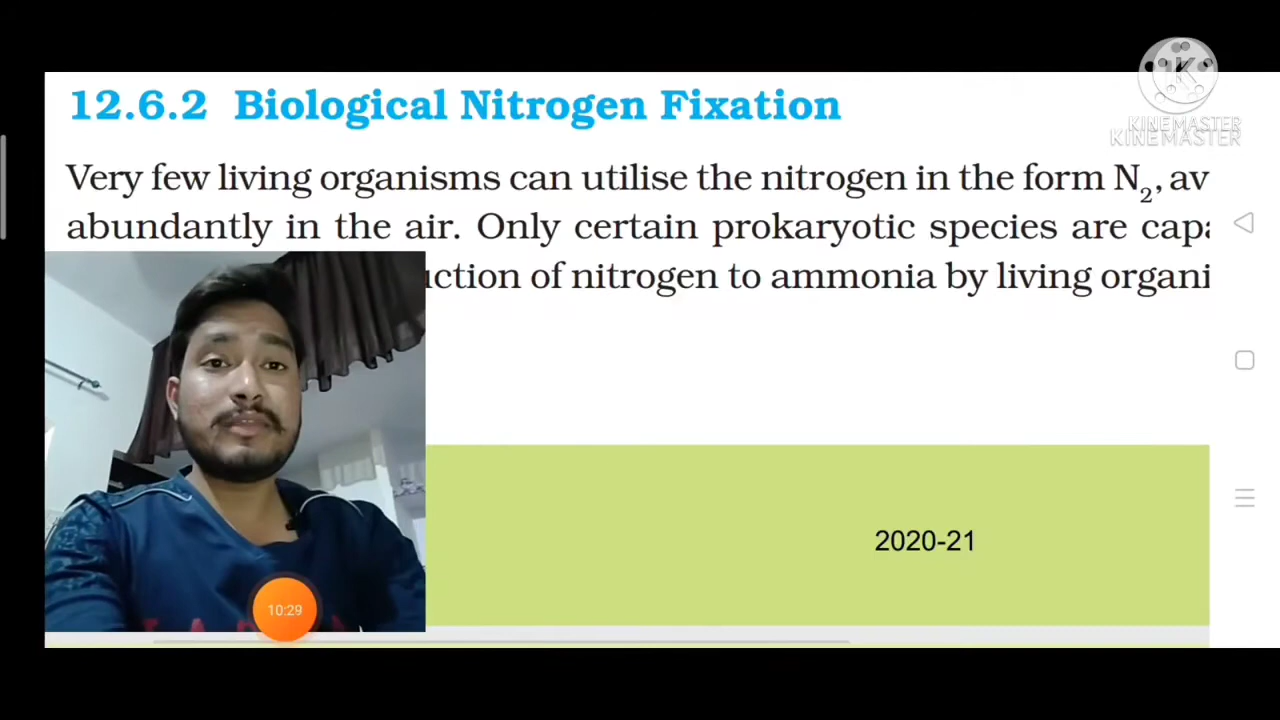 12.6.2 Biological Nitrogen Fixation
K
KINEMASTER
KINEMASTER
Very few living organisms can utilise the nitrogen in the form N₂, av
abundantly in the air. Only certain prokaryotic species are capa
uction of nitrogen to ammonia by living organi
2020-21
10:29